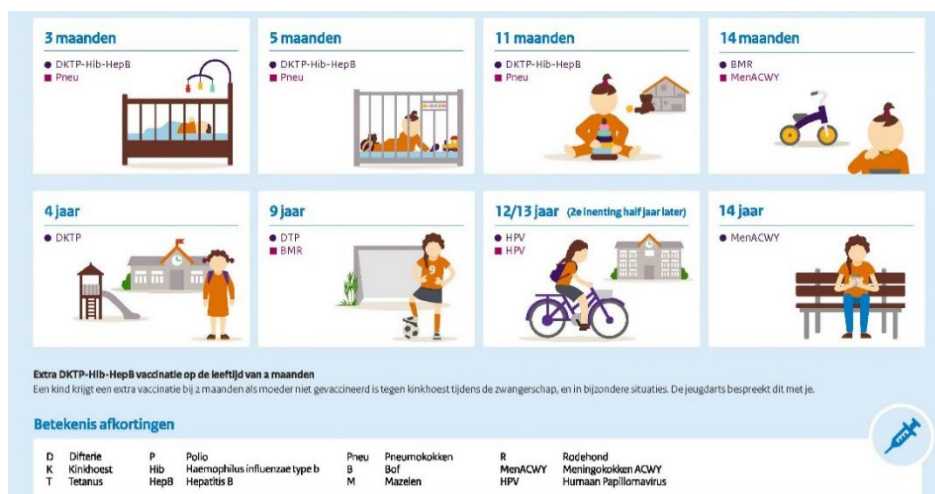 3 maanden
DKTP-Hib-HepB
Pneu
5 maanden
DKTP-Hib-HepB
Pneu
11 maanden
DKTP-Hib-HepB
Pneu
14 maanden
BMR
MenACWY
4 jaar
DKTP
9 jaar
DTP
BMR
9
12/13 jaar (2e inenting half jaar later)
HPV
HPV
14 jaar
MenACWY
Extra DKTP-Hib-HepB vaccinatie op de leeftijd van 2 maanden
Een kind krijgt een extra vaccinatie bij 2 maanden als moeder niet gevaccineerd is tegen kinkhoest tijdens de zwangerschap, en in bijzondere situaties. De jeugdarts bespreekt dit met je.
Betekenis afkortingen
D Difterie P Polio Pneu Pneumokokken R Rodehond
K Kinkhoest Hib Haemophilus influenzae type b B Bof MenACWY Meningokokken ACWY
T Tetanus HepB Hepatitis B M Mazelen HPV Humaan Papillomavirus